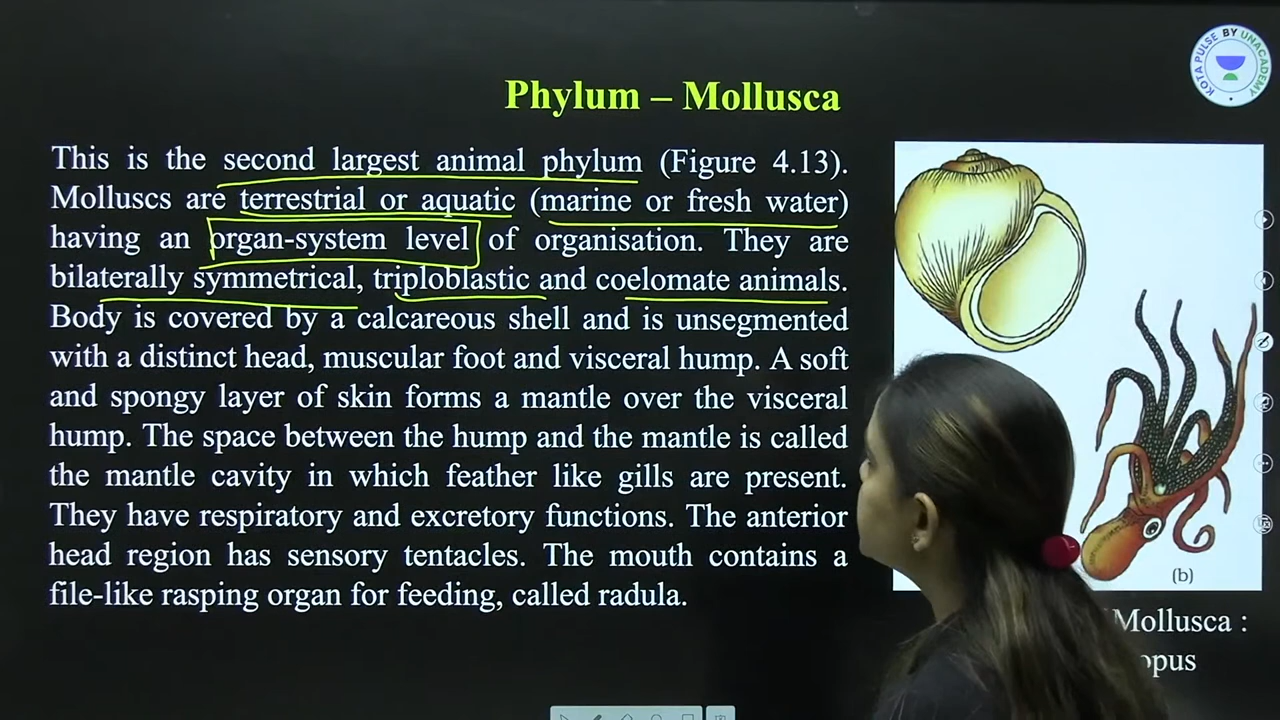 KOTA PULSE BY UNACADEMY
Phylum – Mollusca
This is the second largest animal phylum (Figure 4.13).
Molluscs are terrestrial or aquatic (marine or fresh water)
having an organ-system level of organisation. They are
bilaterally symmetrical, triploblastic and coelomate animals.
Body is covered by a calcareous shell and is unsegmented
with a distinct head, muscular foot and visceral hump. A soft
and spongy layer of skin forms a mantle over the visceral
hump. The space between the hump and the mantle is called
the mantle cavity in which feather like gills are present.
They have respiratory and excretory functions. The anterior
head region has sensory tentacles. The mouth contains a
file-like rasping organ for feeding, called radula.
(b)
Mollusca :